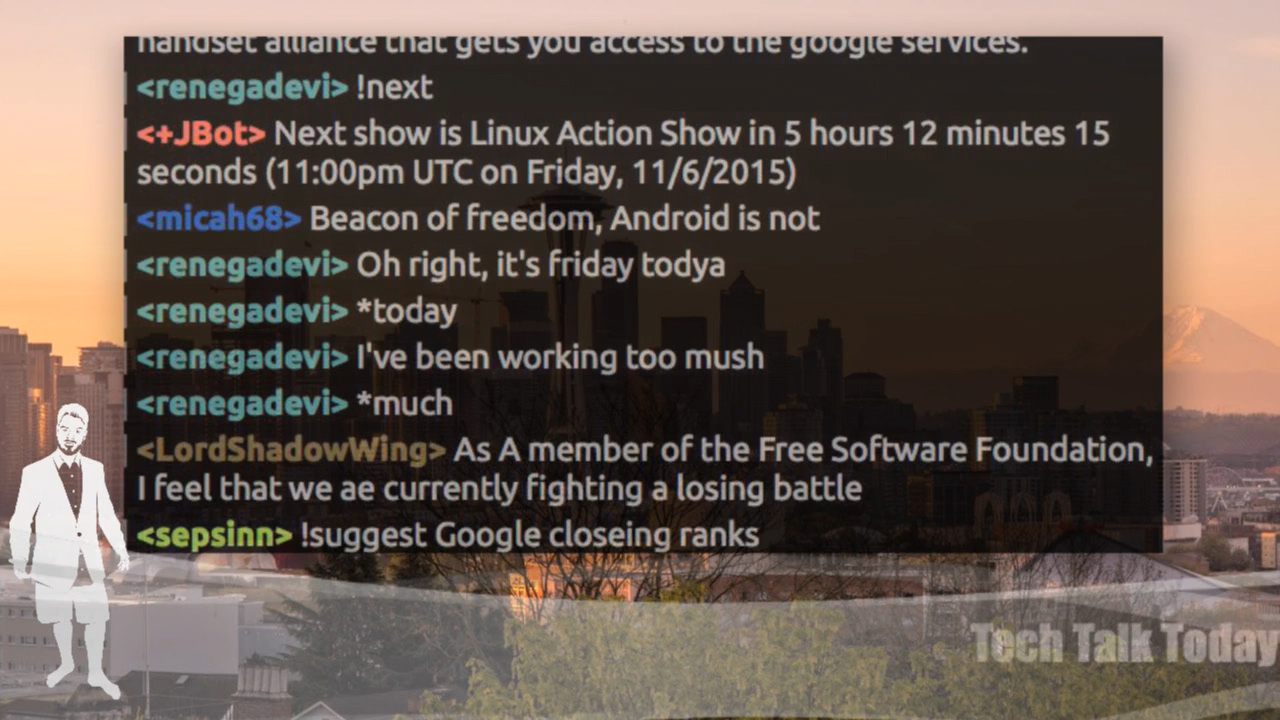 handset alliance that gets you access to the google services.
<renegadevi> !next
<+JBot> Next show is Linux Action Show in 5 hours 12 minutes 15
seconds (11:00pm UTC on Friday, 11/6/2015)
<micah68> Beacon of freedom, Android is not
<renegadevi> Oh right, it's friday todya
<renegadevi> *today
<renegadevi> I've been working too mush
<renegadevi> *much
<LordShadowWing> As A member of the Free Software Foundation,
I feel that we ae currently fighting a losing battle
<sepsinn> !suggest Google closeing ranks
Tech Talk Today